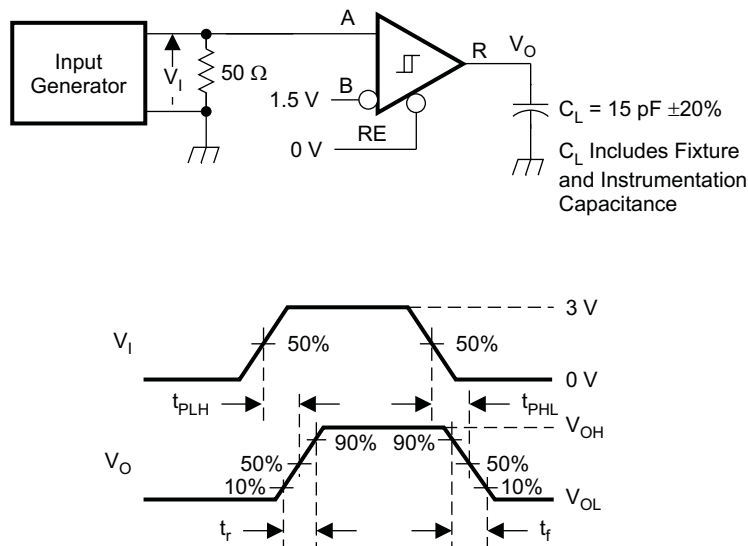 Input
Generator
V_I
50 Ω
A
B
1.5 V
RE
0 V
R
V_O
C_L = 15 pF ±20%
C_L Includes Fixture
and Instrumentation
Capacitance
V_I
50%
50%
3 V
0 V
t_PLH
t_PHL
V_O
90%
90%
50%
50%
10%
10%
V_OH
V_OL
t_r
t_f